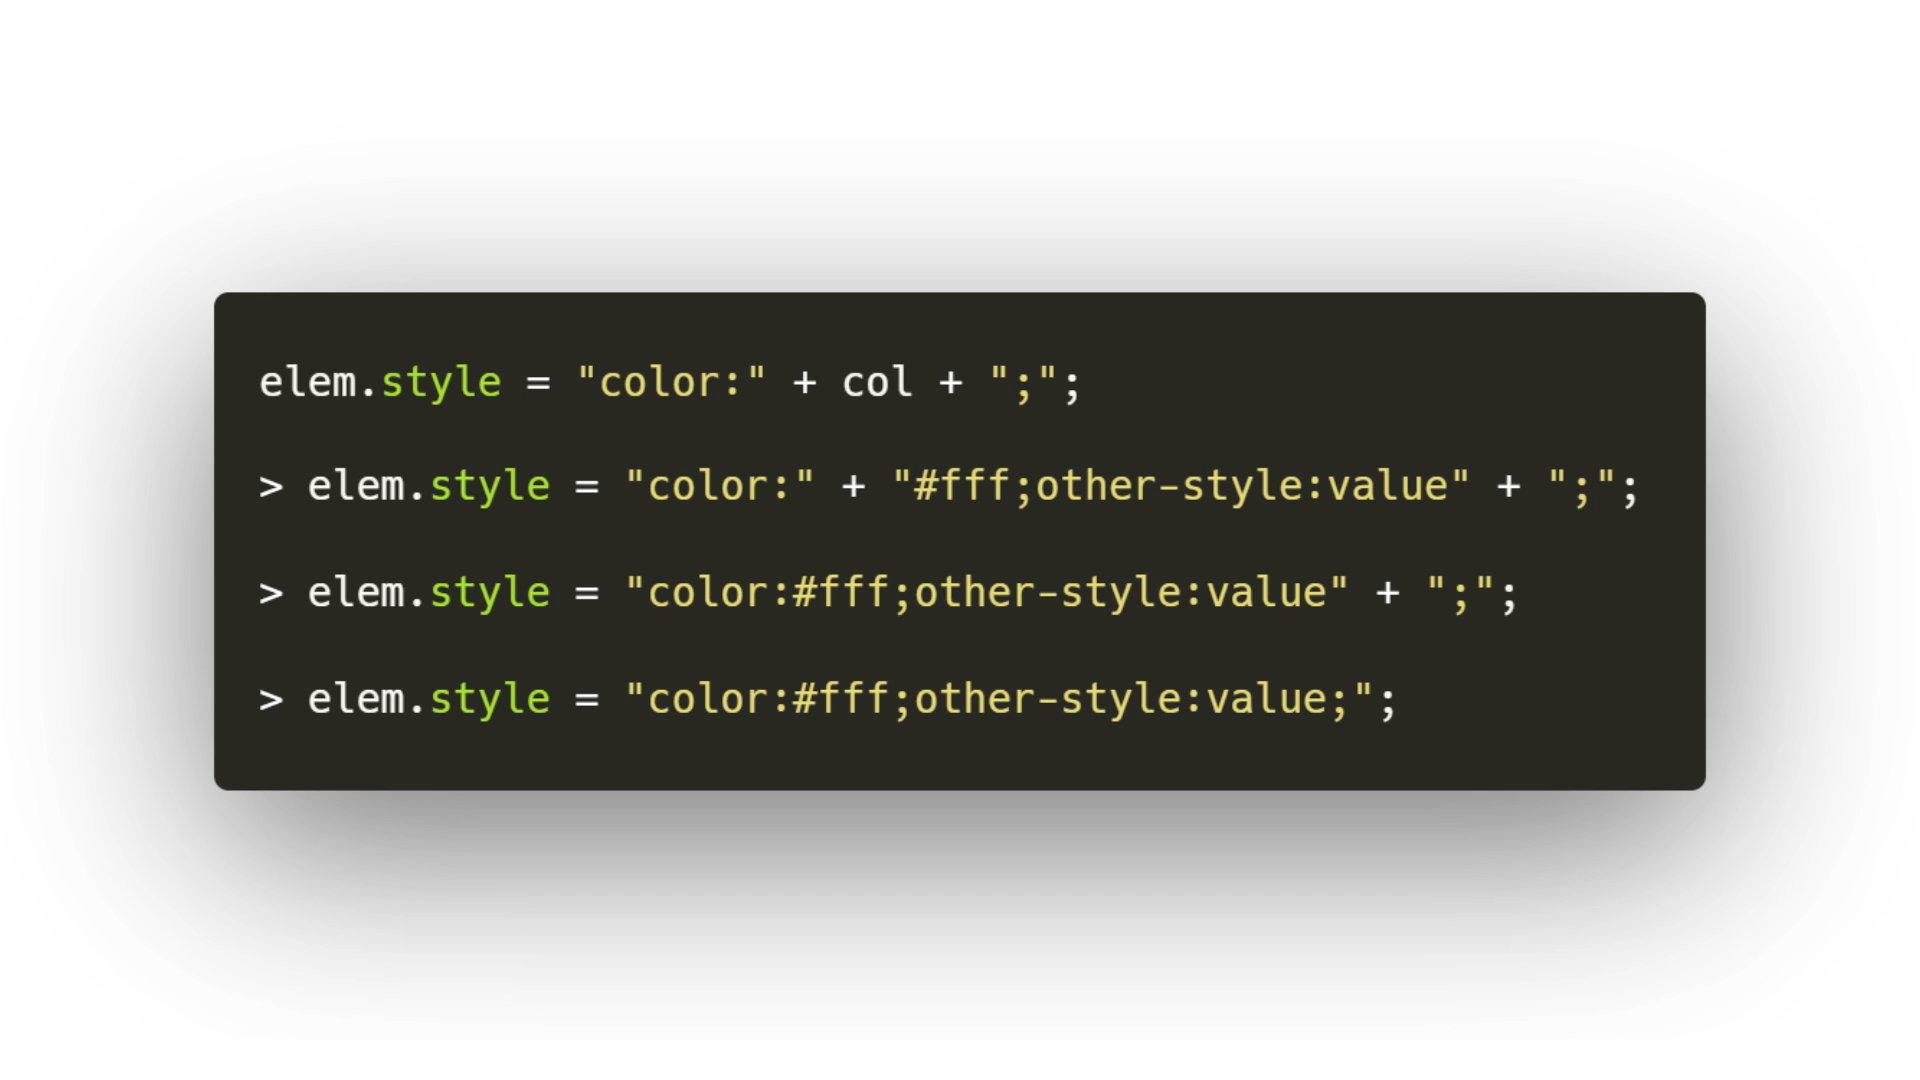 elem.style = "color:" + col + ";";
> elem.style = "color:" + "#fff;other-style:value" + ";";
> elem.style = "color:#fff;other-style:value" + ";";
> elem.style = "color:#fff;other-style:value;";